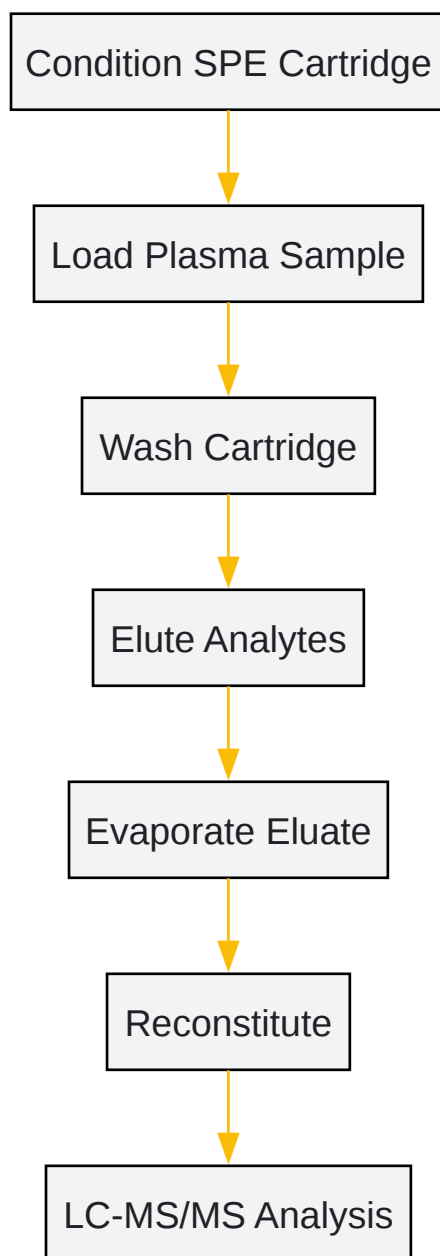 Condition SPE Cartridge
Load Plasma Sample
Wash Cartridge
Elute Analytes
Evaporate Eluate
Reconstitute
LC-MS/MS Analysis